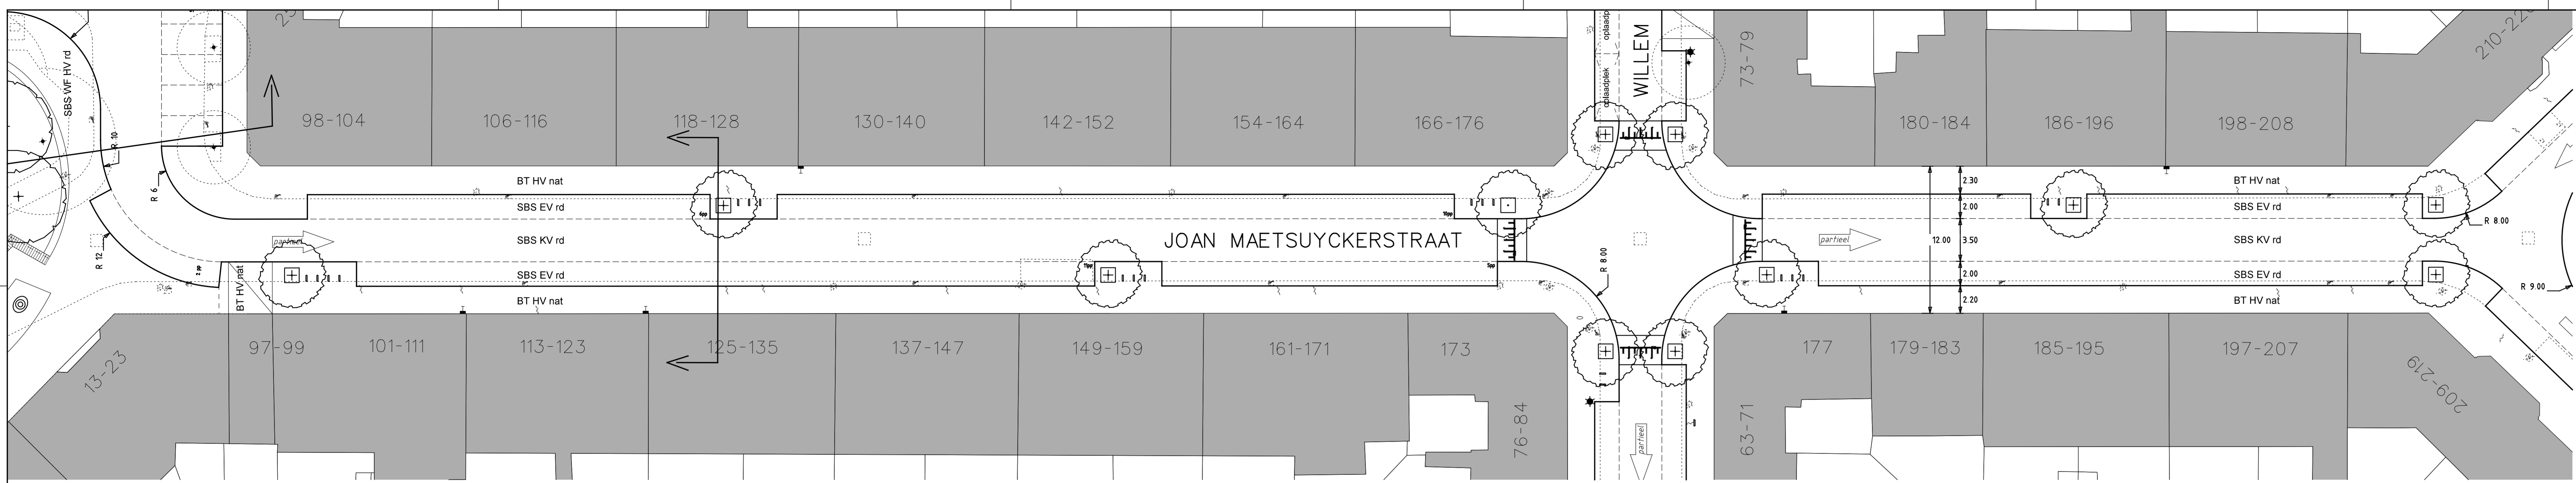 SBS WF HV rd
R 10
R 6
R 12
98-104
106-116
118-128
130-140
142-152
154-164
166-176
oplaadplek
WILLEM
73-79
180-184
186-196
198-208
210-220
BT HV nat
SBS EV rd
SBS KV rd
SBS EV rd
BT HV nat
partieel
2 pp
6pp
10pp
11pp
5pp
BT HV nat
JOAN MAETSUYCKERSTRAAT
R 8.00
partieel
12.00
2.30
2.00
3.50
2.00
2.20
BT HV nat
SBS EV rd
SBS KV rd
SBS EV rd
BT HV nat
R 8.00
R 9.00
13-23
97-99
101-111
113-123
125-135
137-147
149-159
161-171
173
76-84
partieel
63-71
177
179-183
185-195
197-207
209-219